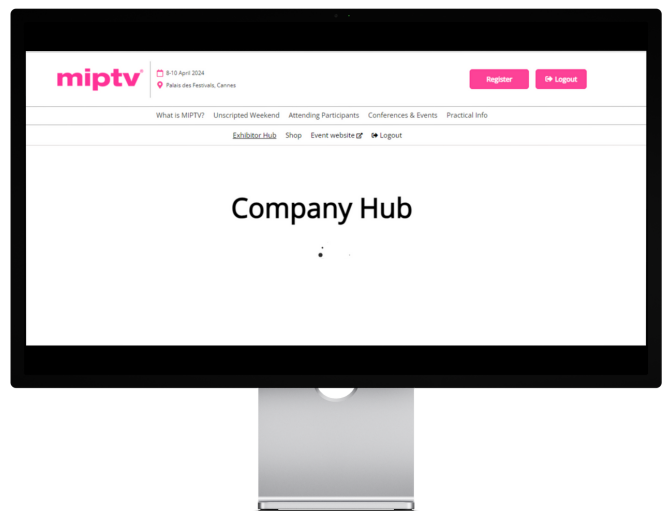 miptv®
8-10 April 2024
Palais des Festivals, Cannes
Register
Logout
What is MIPTV? Unscripted Weekend Attending Participants Conferences & Events Practical Info
Exhibitor Hub Shop Event website Logout
Company Hub